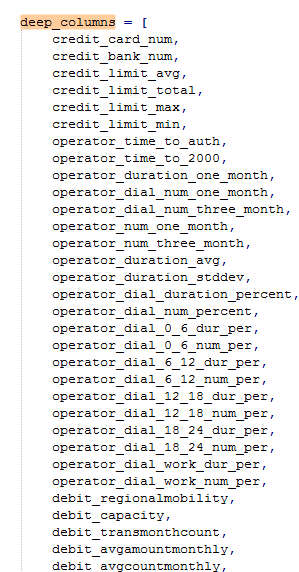 deep_columns = [
credit_card_num,
credit_bank_num,
credit_limit_avg,
credit_limit_total,
credit_limit_max,
credit_limit_min,
operator_time_to_auth,
operator_time_to_2000,
operator_duration_one_month,
operator_dial_num_one_month,
operator_dial_num_three_month,
operator_num_one_month,
operator_num_three_month,
operator_duration_avg,
operator_duration_stddev,
operator_dial_duration_percent,
operator_dial_num_percent,
operator_dial_0_6_dur_per,
operator_dial_0_6_num_per,
operator_dial_6_12_dur_per,
operator_dial_6_12_num_per,
operator_dial_12_18_dur_per,
operator_dial_12_18_num_per,
operator_dial_18_24_dur_per,
operator_dial_18_24_num_per,
operator_dial_work_dur_per,
operator_dial_work_num_per,
debit_regionalmobility,
debit_capacity,
debit_transmonthcount,
debit_avgamountmonthly,
debit_avgcountmonthly,